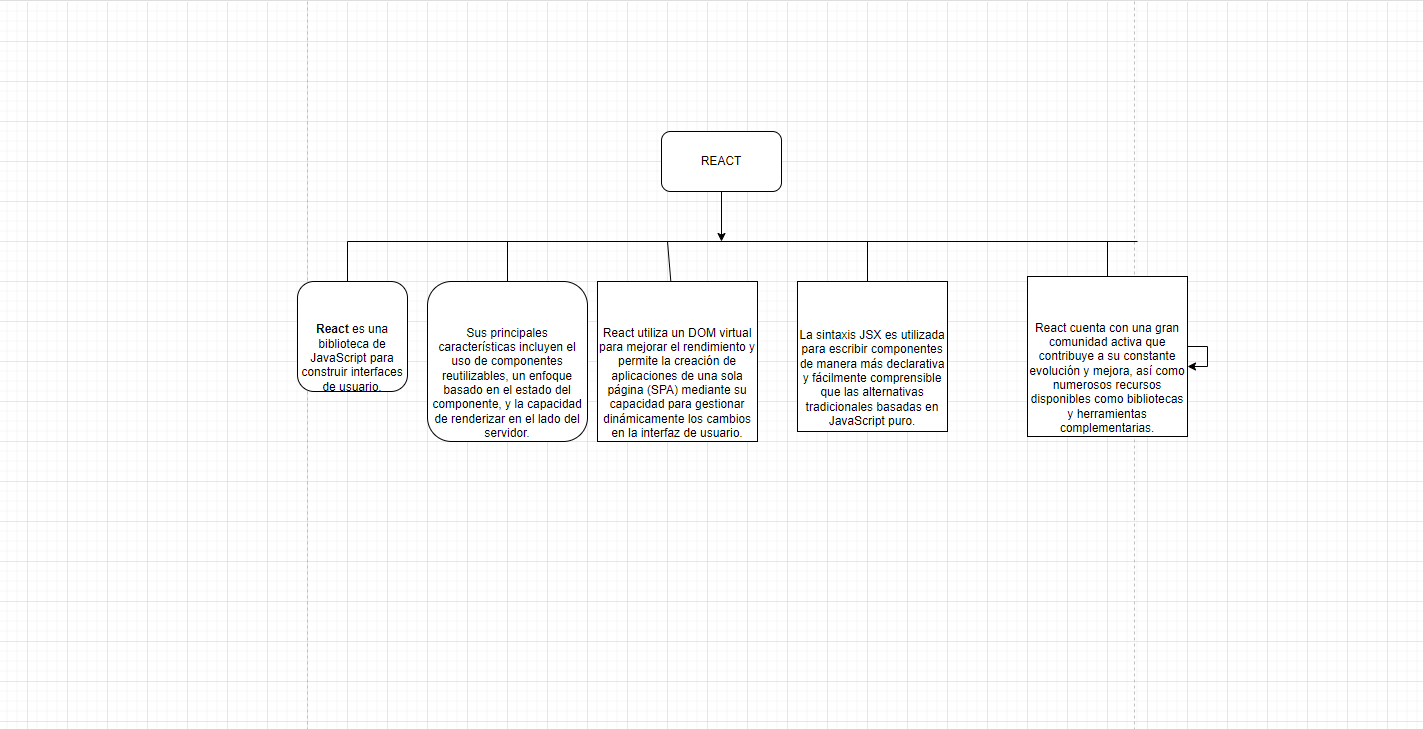 REACT
React es una
biblioteca de
JavaScript para
construir interfaces
de usuario.
Sus principales
características incluyen el
uso de componentes
reutilizables, un enfoque
basado en el estado del
componente, y la capacidad
de renderizar en el lado del
servidor.
React utiliza un DOM virtual
para mejorar el rendimiento y
permite la creación de
aplicaciones de una sola
página (SPA) mediante su
capacidad para gestionar
dinámicamente los cambios
en la interfaz de usuario.
La sintaxis JSX es utilizada
para escribir componentes
de manera más declarativa
y fácilmente comprensible
que las alternativas
tradicionales basadas en
JavaScript puro.
React cuenta con una gran
comunidad activa que
contribuye a su constante
evolución y mejora, así como
numerosos recursos
disponibles como bibliotecas
y herramientas
complementarias.